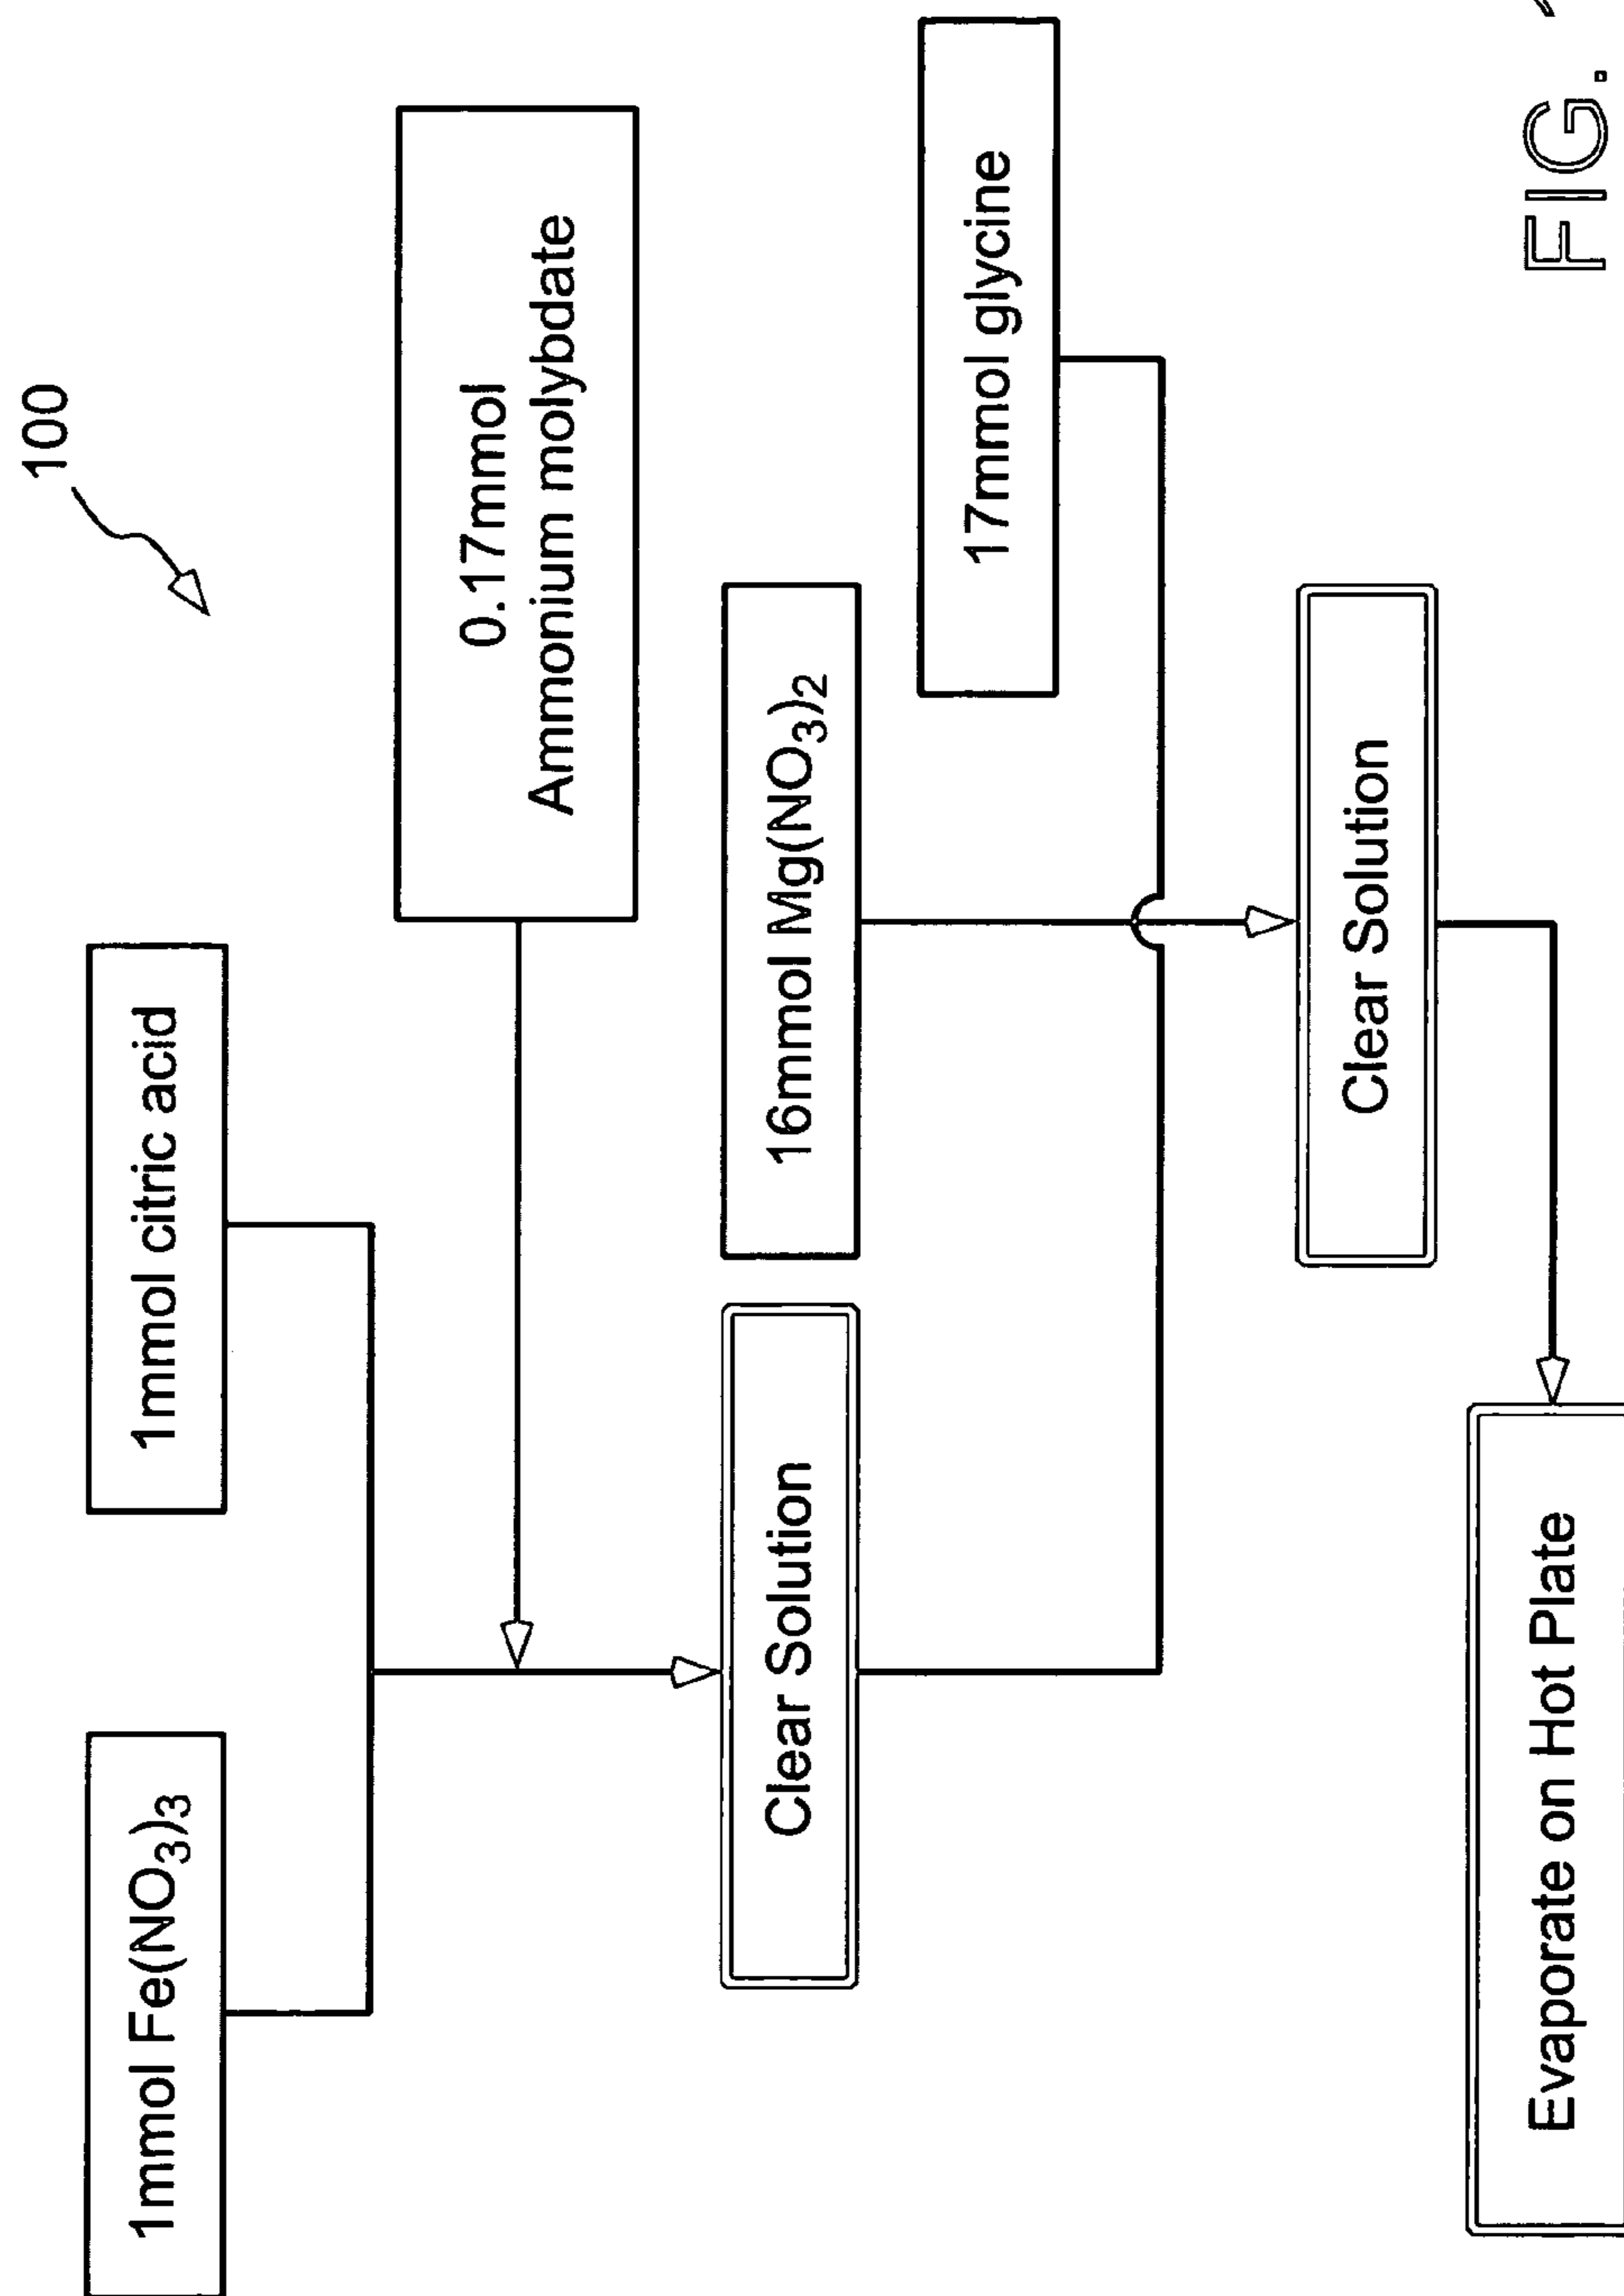 100
1mmol Fe(NO3)3
1mmol citric acid
0.17mmol
Ammonium molybdate
Clear Solution
16mmol Mg(NO3)2
17mmol glycine
Clear Solution
Evaporate on Hot Plate
FIG.